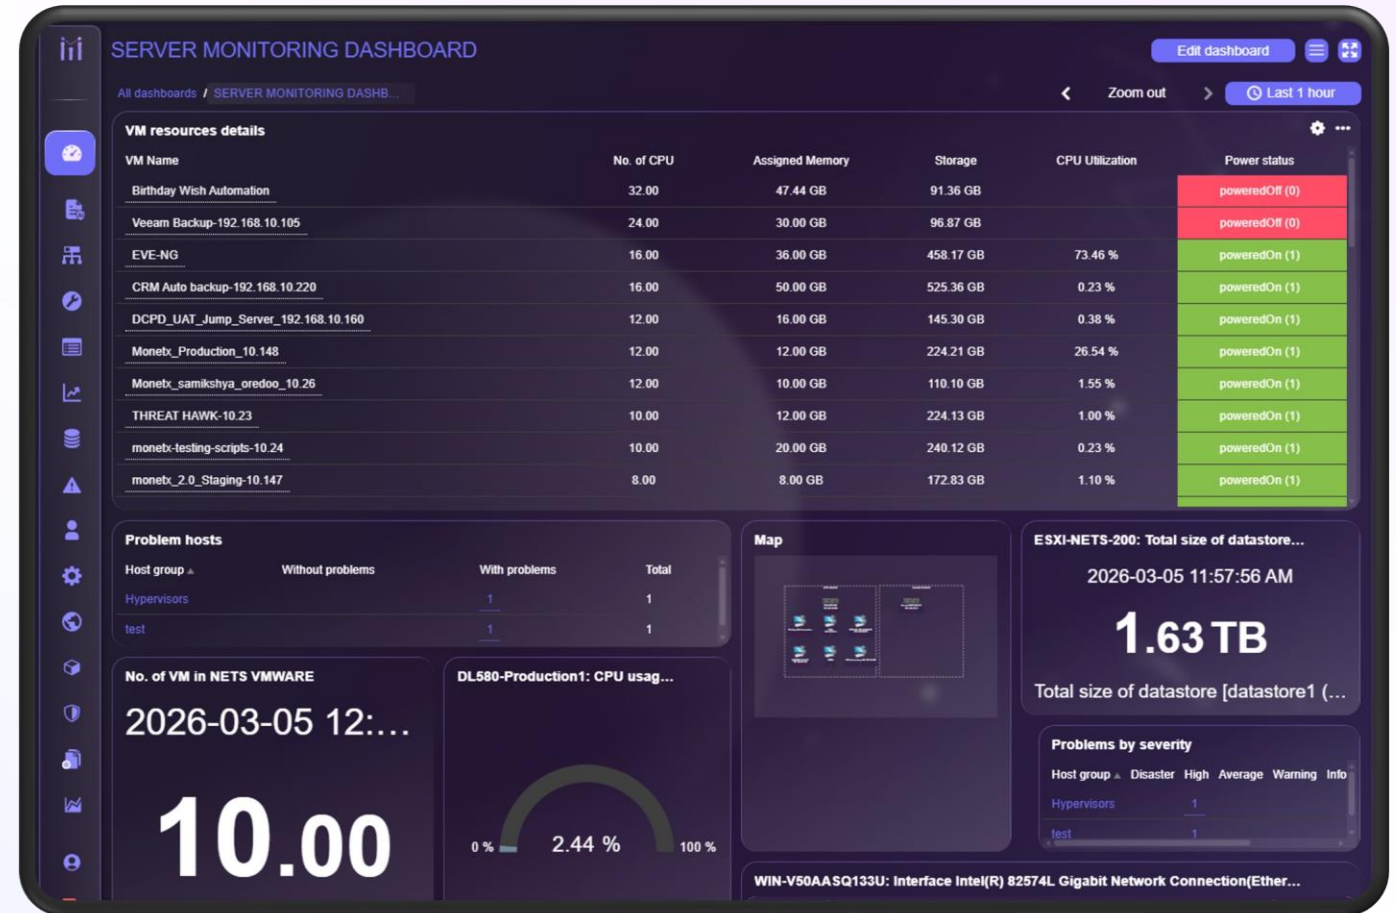 SERVER MONITORING DASHBOARD
Edit dashboard
All dashboards / SERVER MONITORING DASHB...
Zoom out
Last 1 hour
VM resources details
VM Name No. of CPU Assigned Memory Storage CPU Utilization Power status
Birthday Wish Automation 32.00 47.44 GB 91.36 GB poweredOff (0)
Veeam Backup-192.168.10.105 24.00 30.00 GB 96.87 GB poweredOff (0)
EVE-NG 16.00 36.00 GB 458.17 GB 73.46 % poweredOn (1)
CRM Auto backup-192.168.10.220 16.00 50.00 GB 525.36 GB 0.23 % poweredOn (1)
DCPD_UAT_Jump_Server_192.168.10.160 12.00 16.00 GB 145.30 GB 0.38 % poweredOn (1)
Monetx_Production_10.148 12.00 12.00 GB 224.21 GB 26.54 % poweredOn (1)
Monetx_samikshya_oredoo_10.26 12.00 10.00 GB 110.10 GB 1.55 % poweredOn (1)
THREAT HAWK-10.23 10.00 12.00 GB 224.13 GB 1.00 % poweredOn (1)
monetx-testing-scripts-10.24 10.00 20.00 GB 240.12 GB 0.23 % poweredOn (1)
monetx_2.0_Staging-10.147 8.00 8.00 GB 172.83 GB 1.10 % poweredOn (1)
Problem hosts
Host group Without problems With problems Total
Hypervisors 1 1
test 1 1
Map
ESXI-NETS-200: Total size of datastore...
2026-03-05 11:57:56 AM
1.63 TB
Total size of datastore [datastore1 (...
No. of VM in NETS VMWARE
2026-03-05 12:...
10.00
DL580-Production1: CPU usag...
0 % 2.44 % 100 %
Problems by severity
Host group Disaster High Average Warning Info
Hypervisors 1
test 1
WIN-V50AASQ133U: Interface Intel(R) 82574L Gigabit Network Connection(Ether...